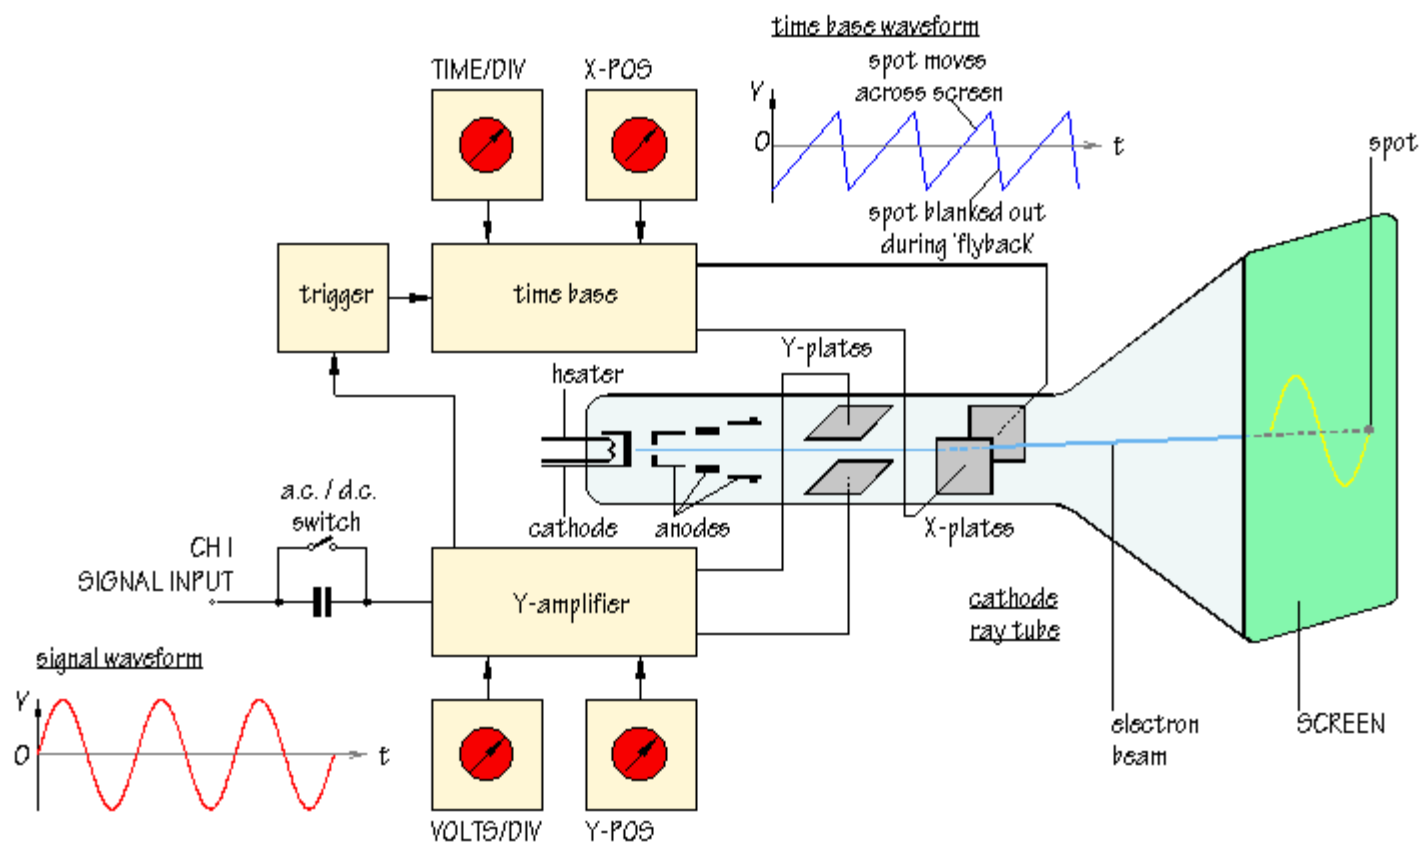 time base waveform
spot moves
across screen
TIME/DIV
X-POS
V
0
t
spot
spot blanked out
during 'flyback'
trigger
time base
Y-plates
heater
cathode
anodes
X-plates
a.c. / d.c.
switch
CH I
SIGNAL INPUT
Y-amplifier
cathode
ray tube
signal waveform
V
0
t
electron
beam
SCREEN
VOLTS/DIV
Y-POS